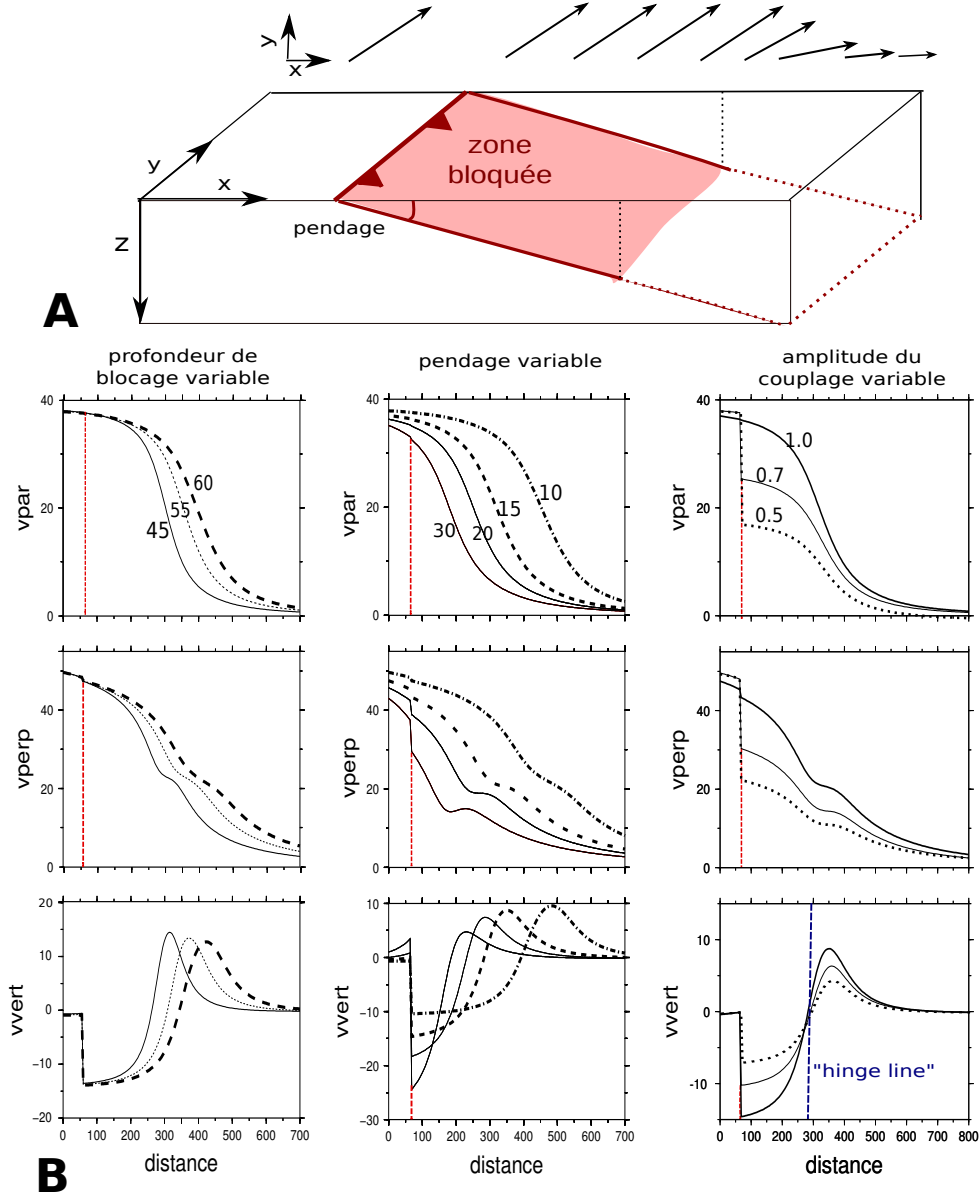 y
x
zone
bloquée
y
x
pendage
z
A
profondeur de
blocage variable
pendage variable
amplitude du
couplage variable
40
20
0
vpar
60
55
45
40
20
0
vpar
10
15
20
30
40
20
0
vpar
1.0
0.7
0.5
40
20
0
vperp
40
20
0
vperp
40
20
0
vperp
20
10
0
−10
−20
vvert
0 100 200 300 400 500 600 700
distance
10
0
−10
−20
−30
vvert
0 100 200 300 400 500 600 700
distance
10
0
-10
vvert
"hinge line"
0 100 200 300 400 500 600 700 800
distance
B